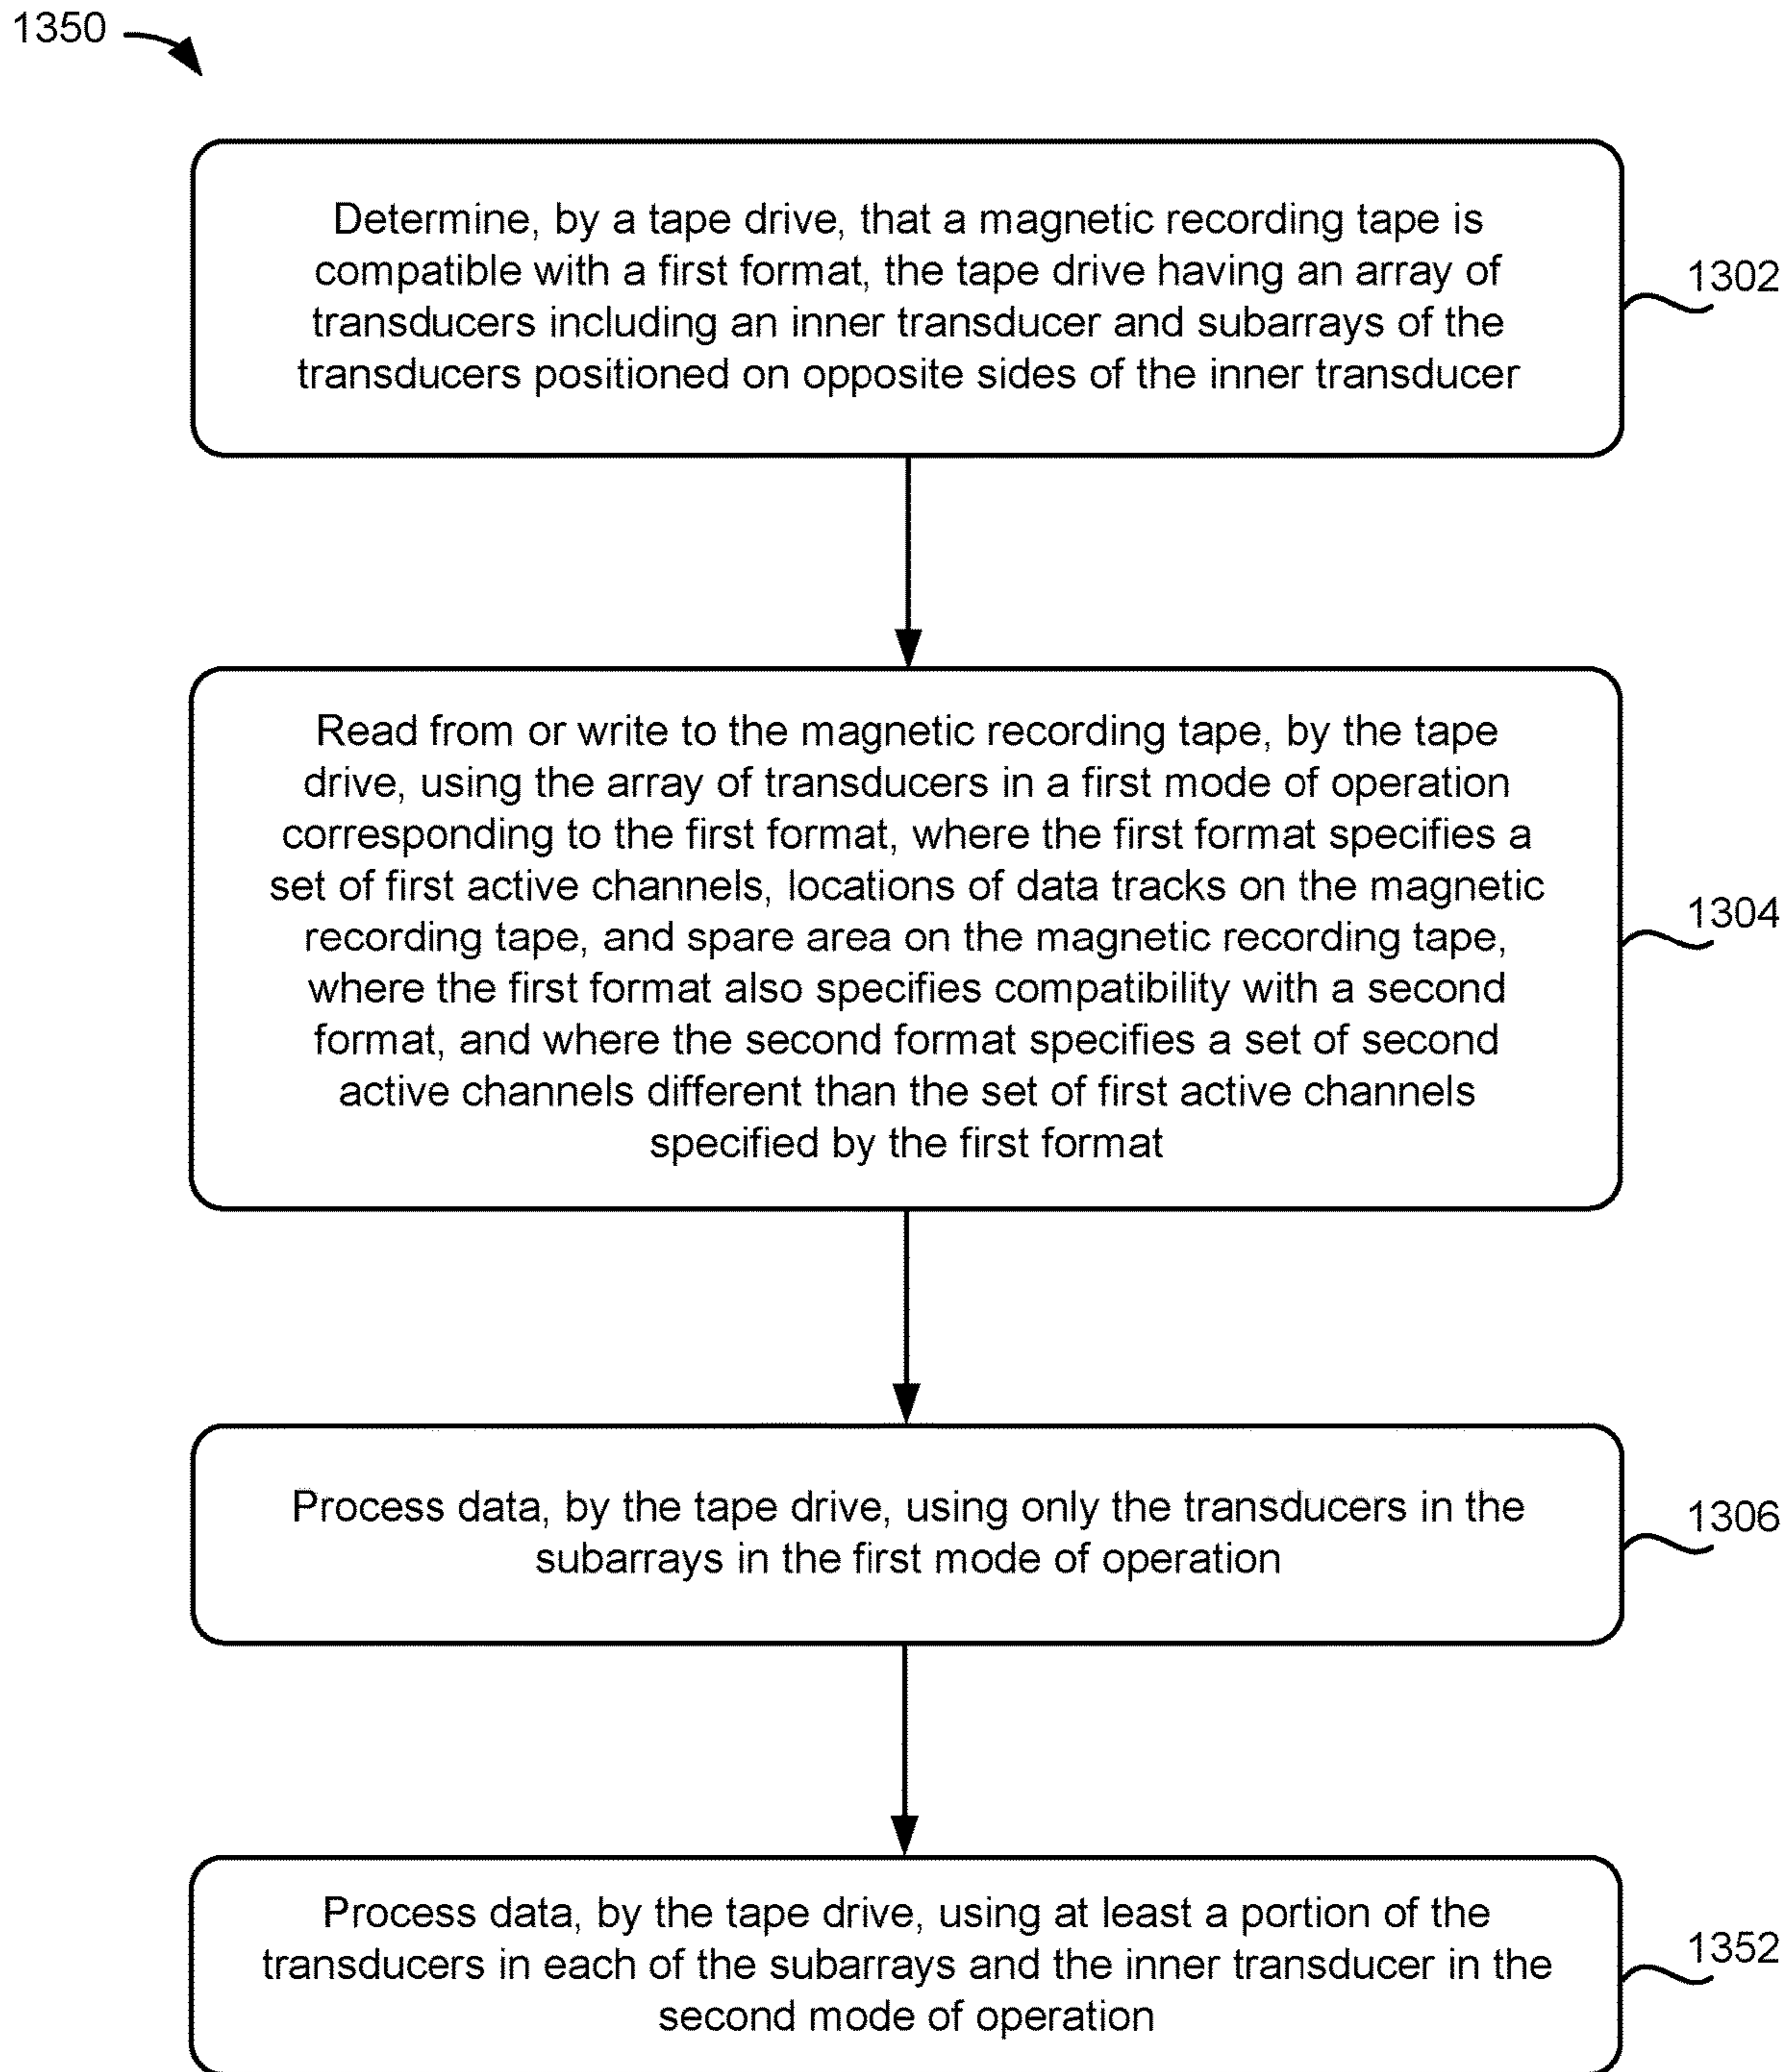 1350
Determine, by a tape drive, that a magnetic recording tape is
compatible with a first format, the tape drive having an array of
transducers including an inner transducer and subarrays of the
transducers positioned on opposite sides of the inner transducer
1302
Read from or write to the magnetic recording tape, by the tape
drive, using the array of transducers in a first mode of operation
corresponding to the first format, where the first format specifies a
set of first active channels, locations of data tracks on the magnetic
recording tape, and spare area on the magnetic recording tape,
where the first format also specifies compatibility with a second
format, and where the second format specifies a set of second
active channels different than the set of first active channels
specified by the first format
1304
Process data, by the tape drive, using only the transducers in the
subarrays in the first mode of operation
1306
Process data, by the tape drive, using at least a portion of the
transducers in each of the subarrays and the inner transducer in the
second mode of operation
1352